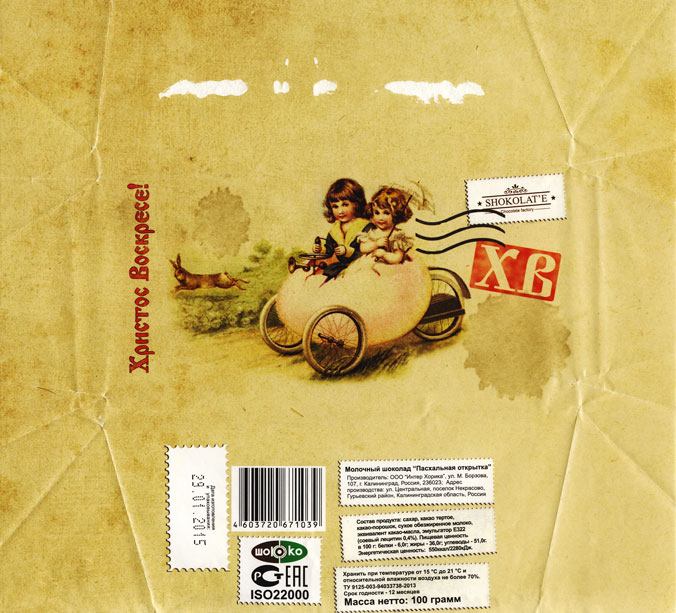 Христос Воскресе!
SHOKOLAT'E
Chocolate factory
ХВ
Дата изготовления
и упаковывания:
29.01.2015
4 603720 671039
шоколо
РСТ EAC
ISO22000
Молочный шоколад "Пасхальная открытка"
Производитель: ООО "Интер Хорика", ул. М. Борзова,
107, г. Калининград, Россия, 236023; Адрес
производства: ул. Центральная, поселок Некрасово,
Гурьевский район, Калининградская область, Россия
Состав продукта: сахар, какао тертое,
какао-порошок, сухое обезжиренное молоко,
эквивалент какао-масла, эмульгатор Е322
(соевый лецитин 0,4%). Пищевая ценность
в 100 г: белки - 6,0г; жиры - 36,0г; углеводы - 51,0г.
Энергетическая ценность: 550ккал/2280кДж.
Хранить при температуре от 15 °С до 21 °С и
относительной влажности воздуха не более 70%.
ТУ 9125-003-94033738-2013
Срок годности - 12 месяцев
Масса нетто: 100 грамм